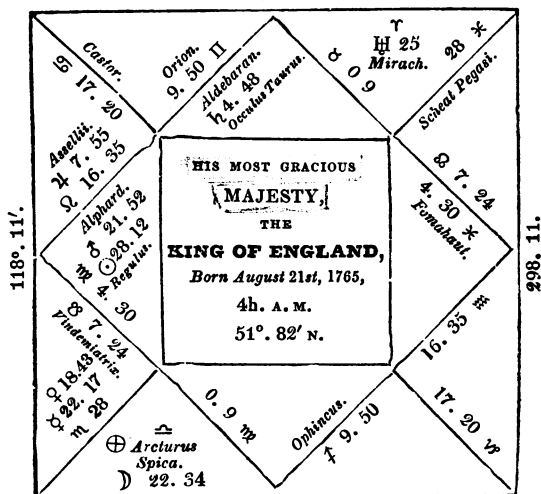 ♈
♅ 25
Mirach.
Castor.
♋ 17. 20
Orion.
9. 50 ♊
Aldebaran.
♄ 4. 48
Occulus Taurus.
♉ 0 9
28 ♓
Scheat Pegasi.
Assellii.
♃ 7. 55
♌ 16. 35
Alphard.
♂ 21. 52
☉ 28. 12
Regulus.
♍ 4. 30
HIS MOST GRACIOUS
MAJESTY,
THE
KING OF ENGLAND,
Born August 21st, 1765,
4h. A. M.
51°. 82′ N.
☊ 7. 24
4. 30 ♓
Fomahaut.
118°. 11′.
298. 11.
☋ 7. 24
Vindemiatrix.
♀ 18.43
☿ 22. 17
♏ 28
16. 35 ♒
17. 20 ♑
0. 9 ♍
Ophincus.
♐ 9. 50
♎
⊕ Arcturus
Spica.
☽ 22. 34